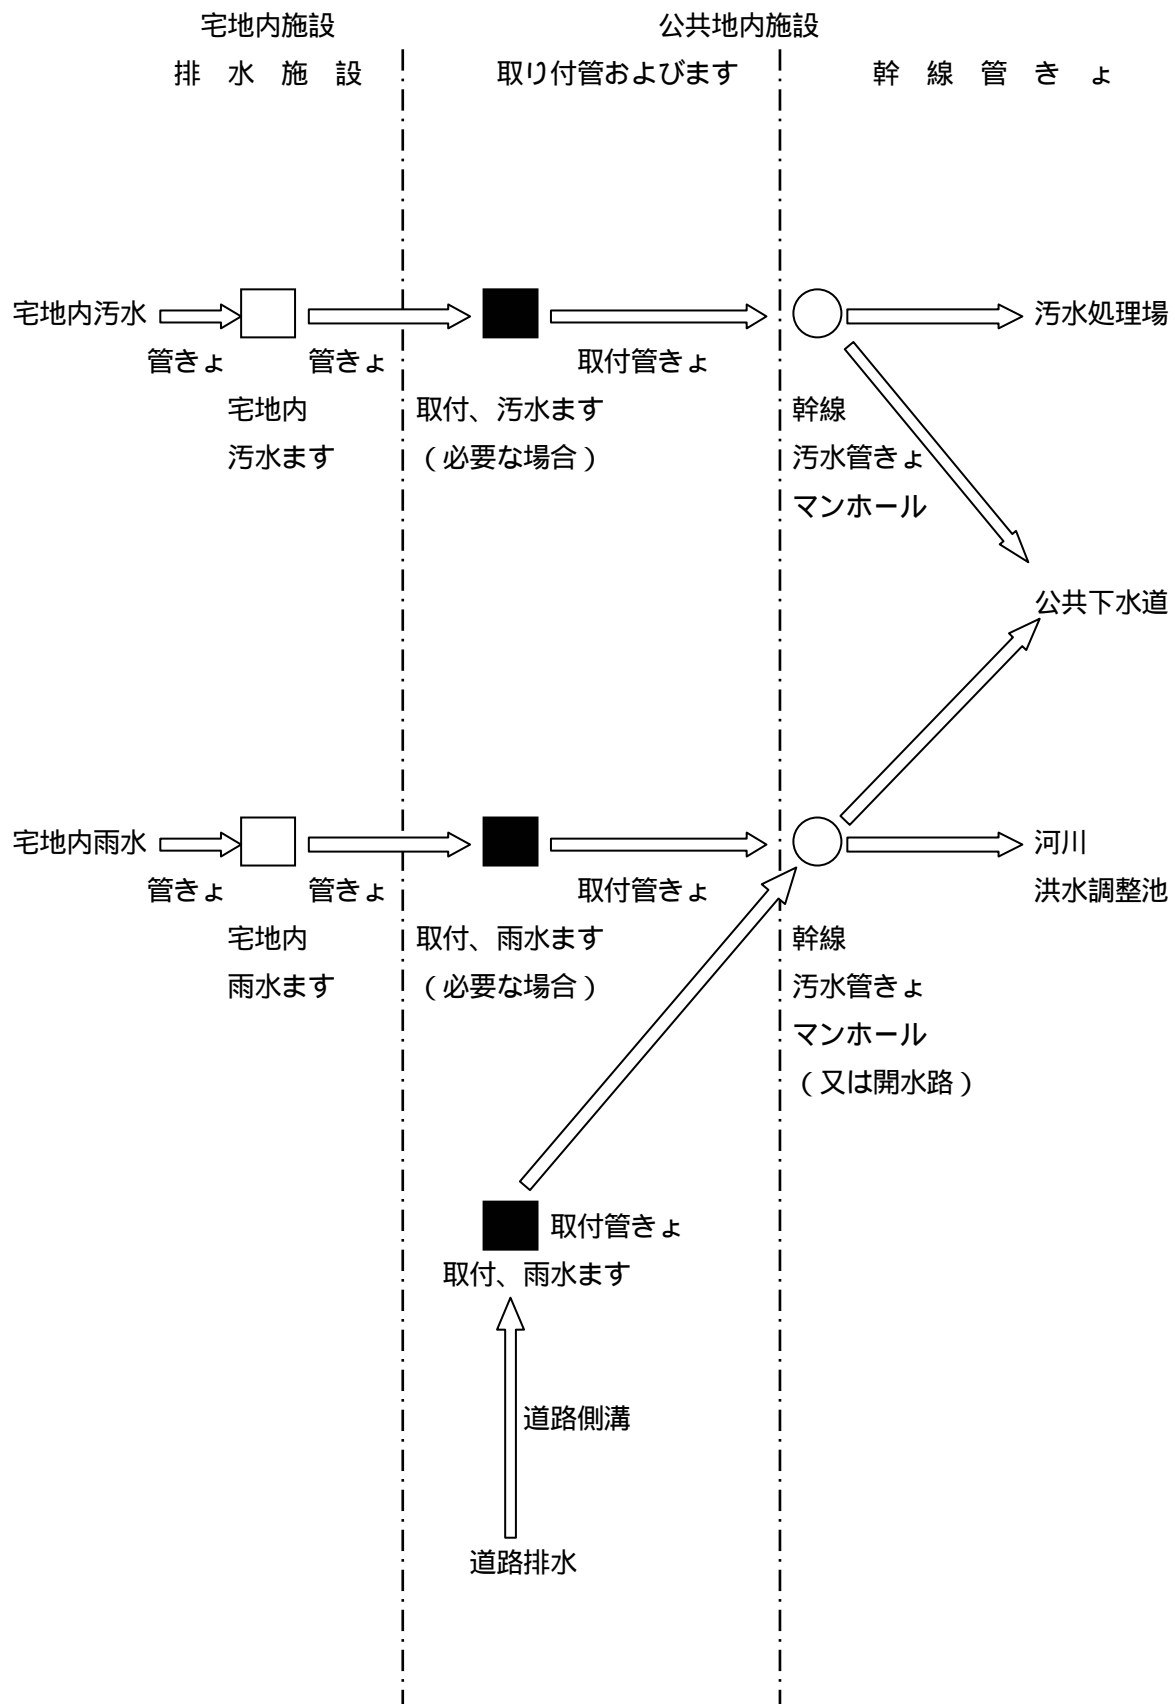 宅地内施設 公共地内施設
排 水 施 設 取り付管およびます 幹 線 管 き ょ
宅地内汚水 汚水処理場
管きょ 管きょ 取付管きょ
宅地内 取付、汚水ます 幹線
汚水ます (必要な場合) 汚水管きょ
マンホール
公共下水道
宅地内雨水 河川
管きょ 管きょ 取付管きょ 洪水調整池
宅地内 取付、雨水ます 幹線
雨水ます (必要な場合) 汚水管きょ
マンホール
(又は開水路)
取付管きょ
取付、雨水ます
道路側溝
道路排水